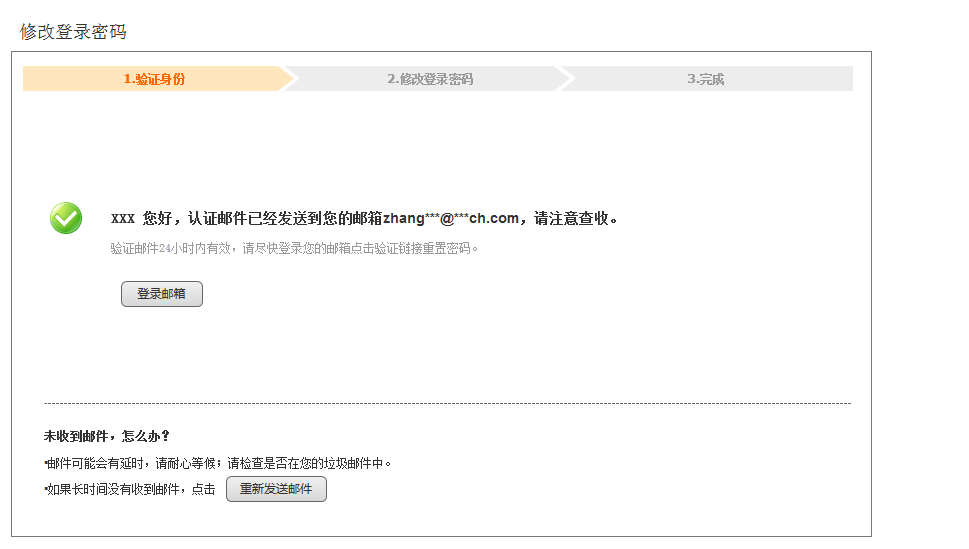 修改登录密码
1.验证身份 2.修改登录密码 3.完成
XXX 您好，认证邮件已经发送到您的邮箱zhang***@***ch.com，请注意查收。
验证邮件24小时内有效，请尽快登录您的邮箱点击验证链接重置密码。
登录邮箱
未收到邮件，怎么办？
·邮件可能会有延时，请耐心等候；请检查是否在您的垃圾邮件中。
·如果长时间没有收到邮件，点击 重新发送邮件